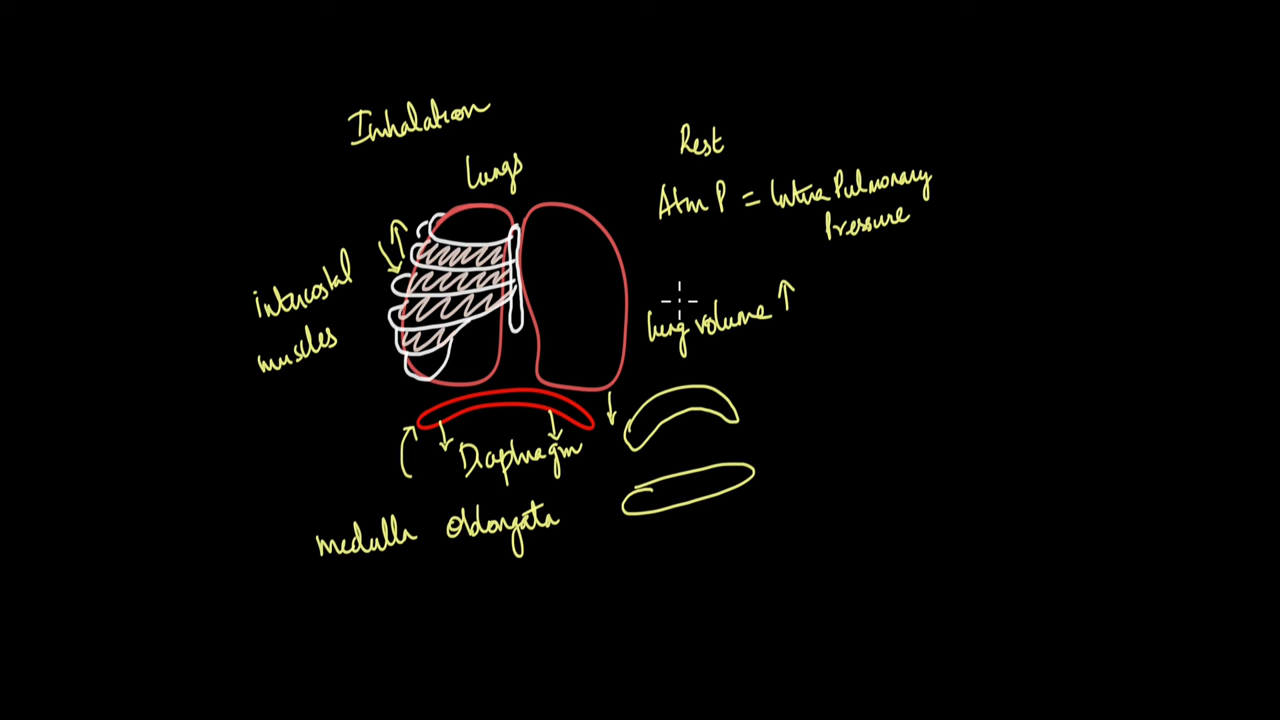 Inhalation
Lungs
Rest
Atm P = Intra Pulmonary
Pressure
intercostal
muscles
lung volume ↑
Diaphragm
medulla oblongata